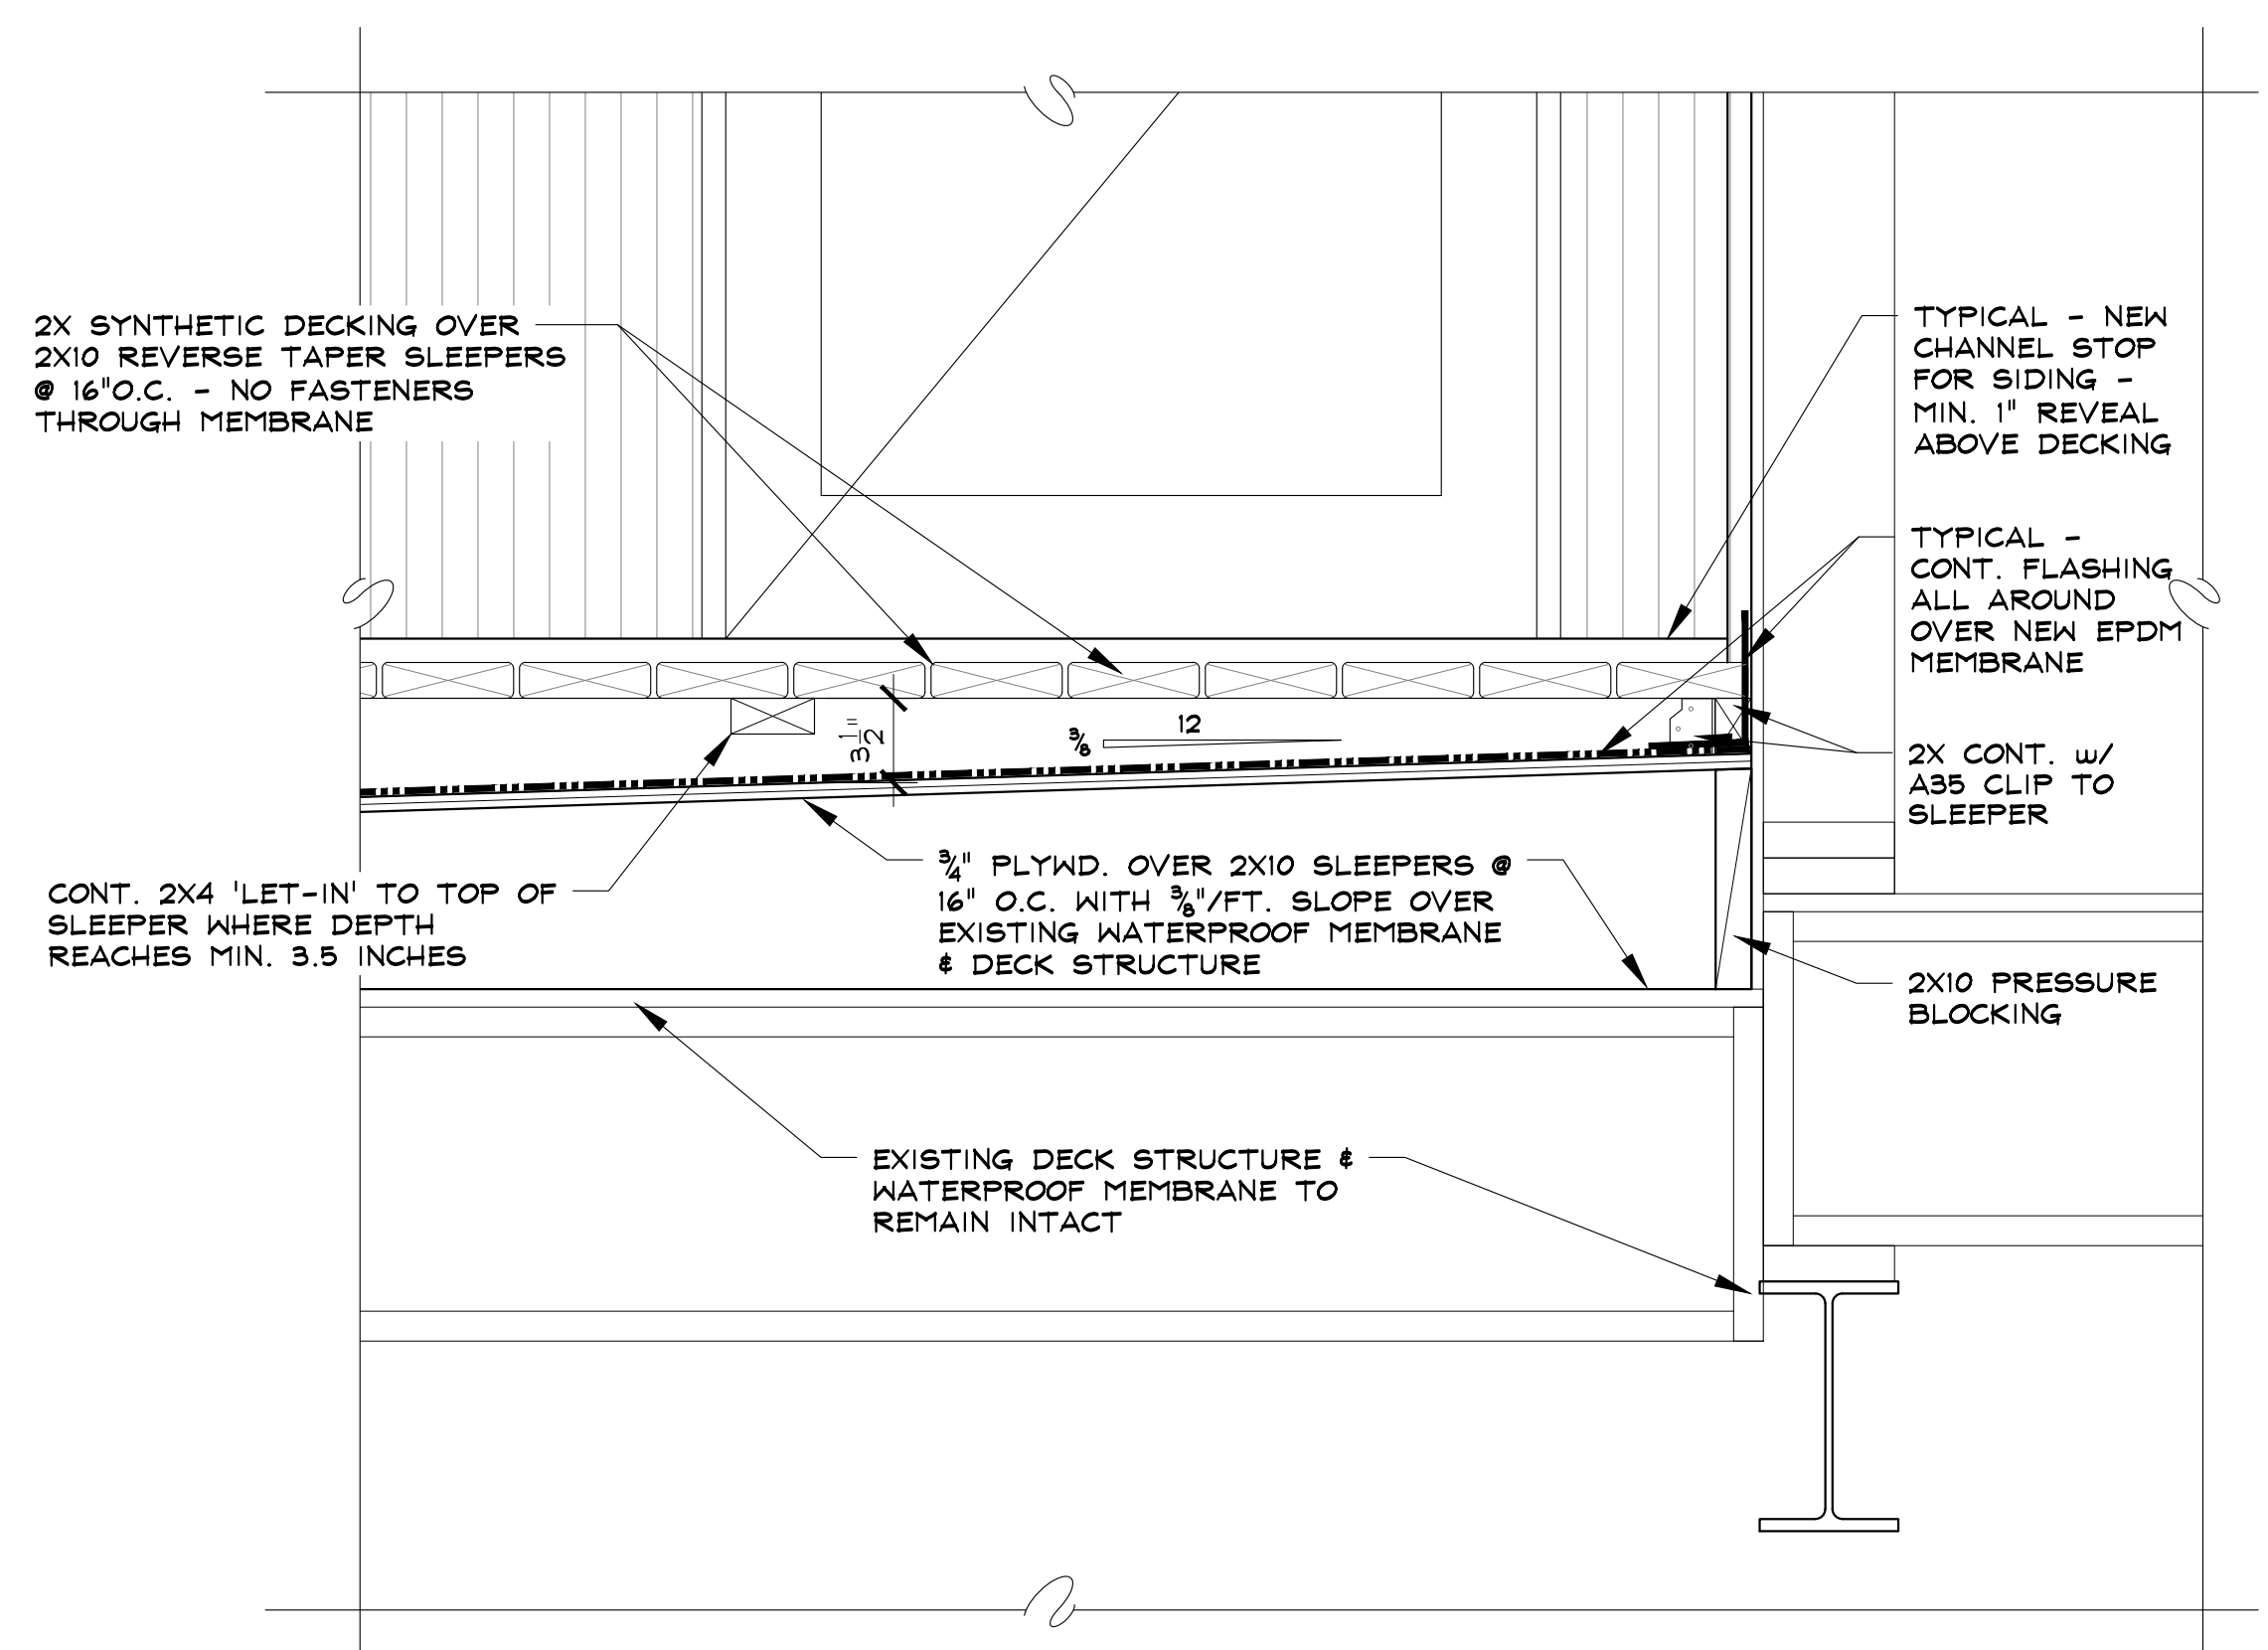 2X SYNTHETIC DECKING OVER
2X10 REVERSE TAPER SLEEPERS
@ 16"O.C. - NO FASTENERS
THROUGH MEMBRANE
TYPICAL - NEW
CHANNEL STOP
FOR SIDING -
MIN. 1" REVEAL
ABOVE DECKING
TYPICAL -
CONT. FLASHING
ALL AROUND
OVER NEW EPDM
MEMBRANE
3 1/2"
3/8
12
2X CONT. W/
A35 CLIP TO
SLEEPER
CONT. 2X4 'LET-IN' TO TOP OF
SLEEPER WHERE DEPTH
REACHES MIN. 3.5 INCHES
3/4" PLYWD. OVER 2X10 SLEEPERS @
16" O.C. WITH 3/8"/FT. SLOPE OVER
EXISTING WATERPROOF MEMBRANE
& DECK STRUCTURE
2X10 PRESSURE
BLOCKING
EXISTING DECK STRUCTURE &
WATERPROOF MEMBRANE TO
REMAIN INTACT